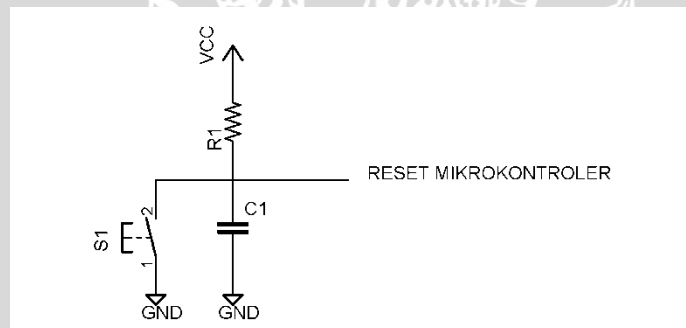 VCC
R1
RESET MIKROKONTROLER
2
C1
S1
1
GND
GND